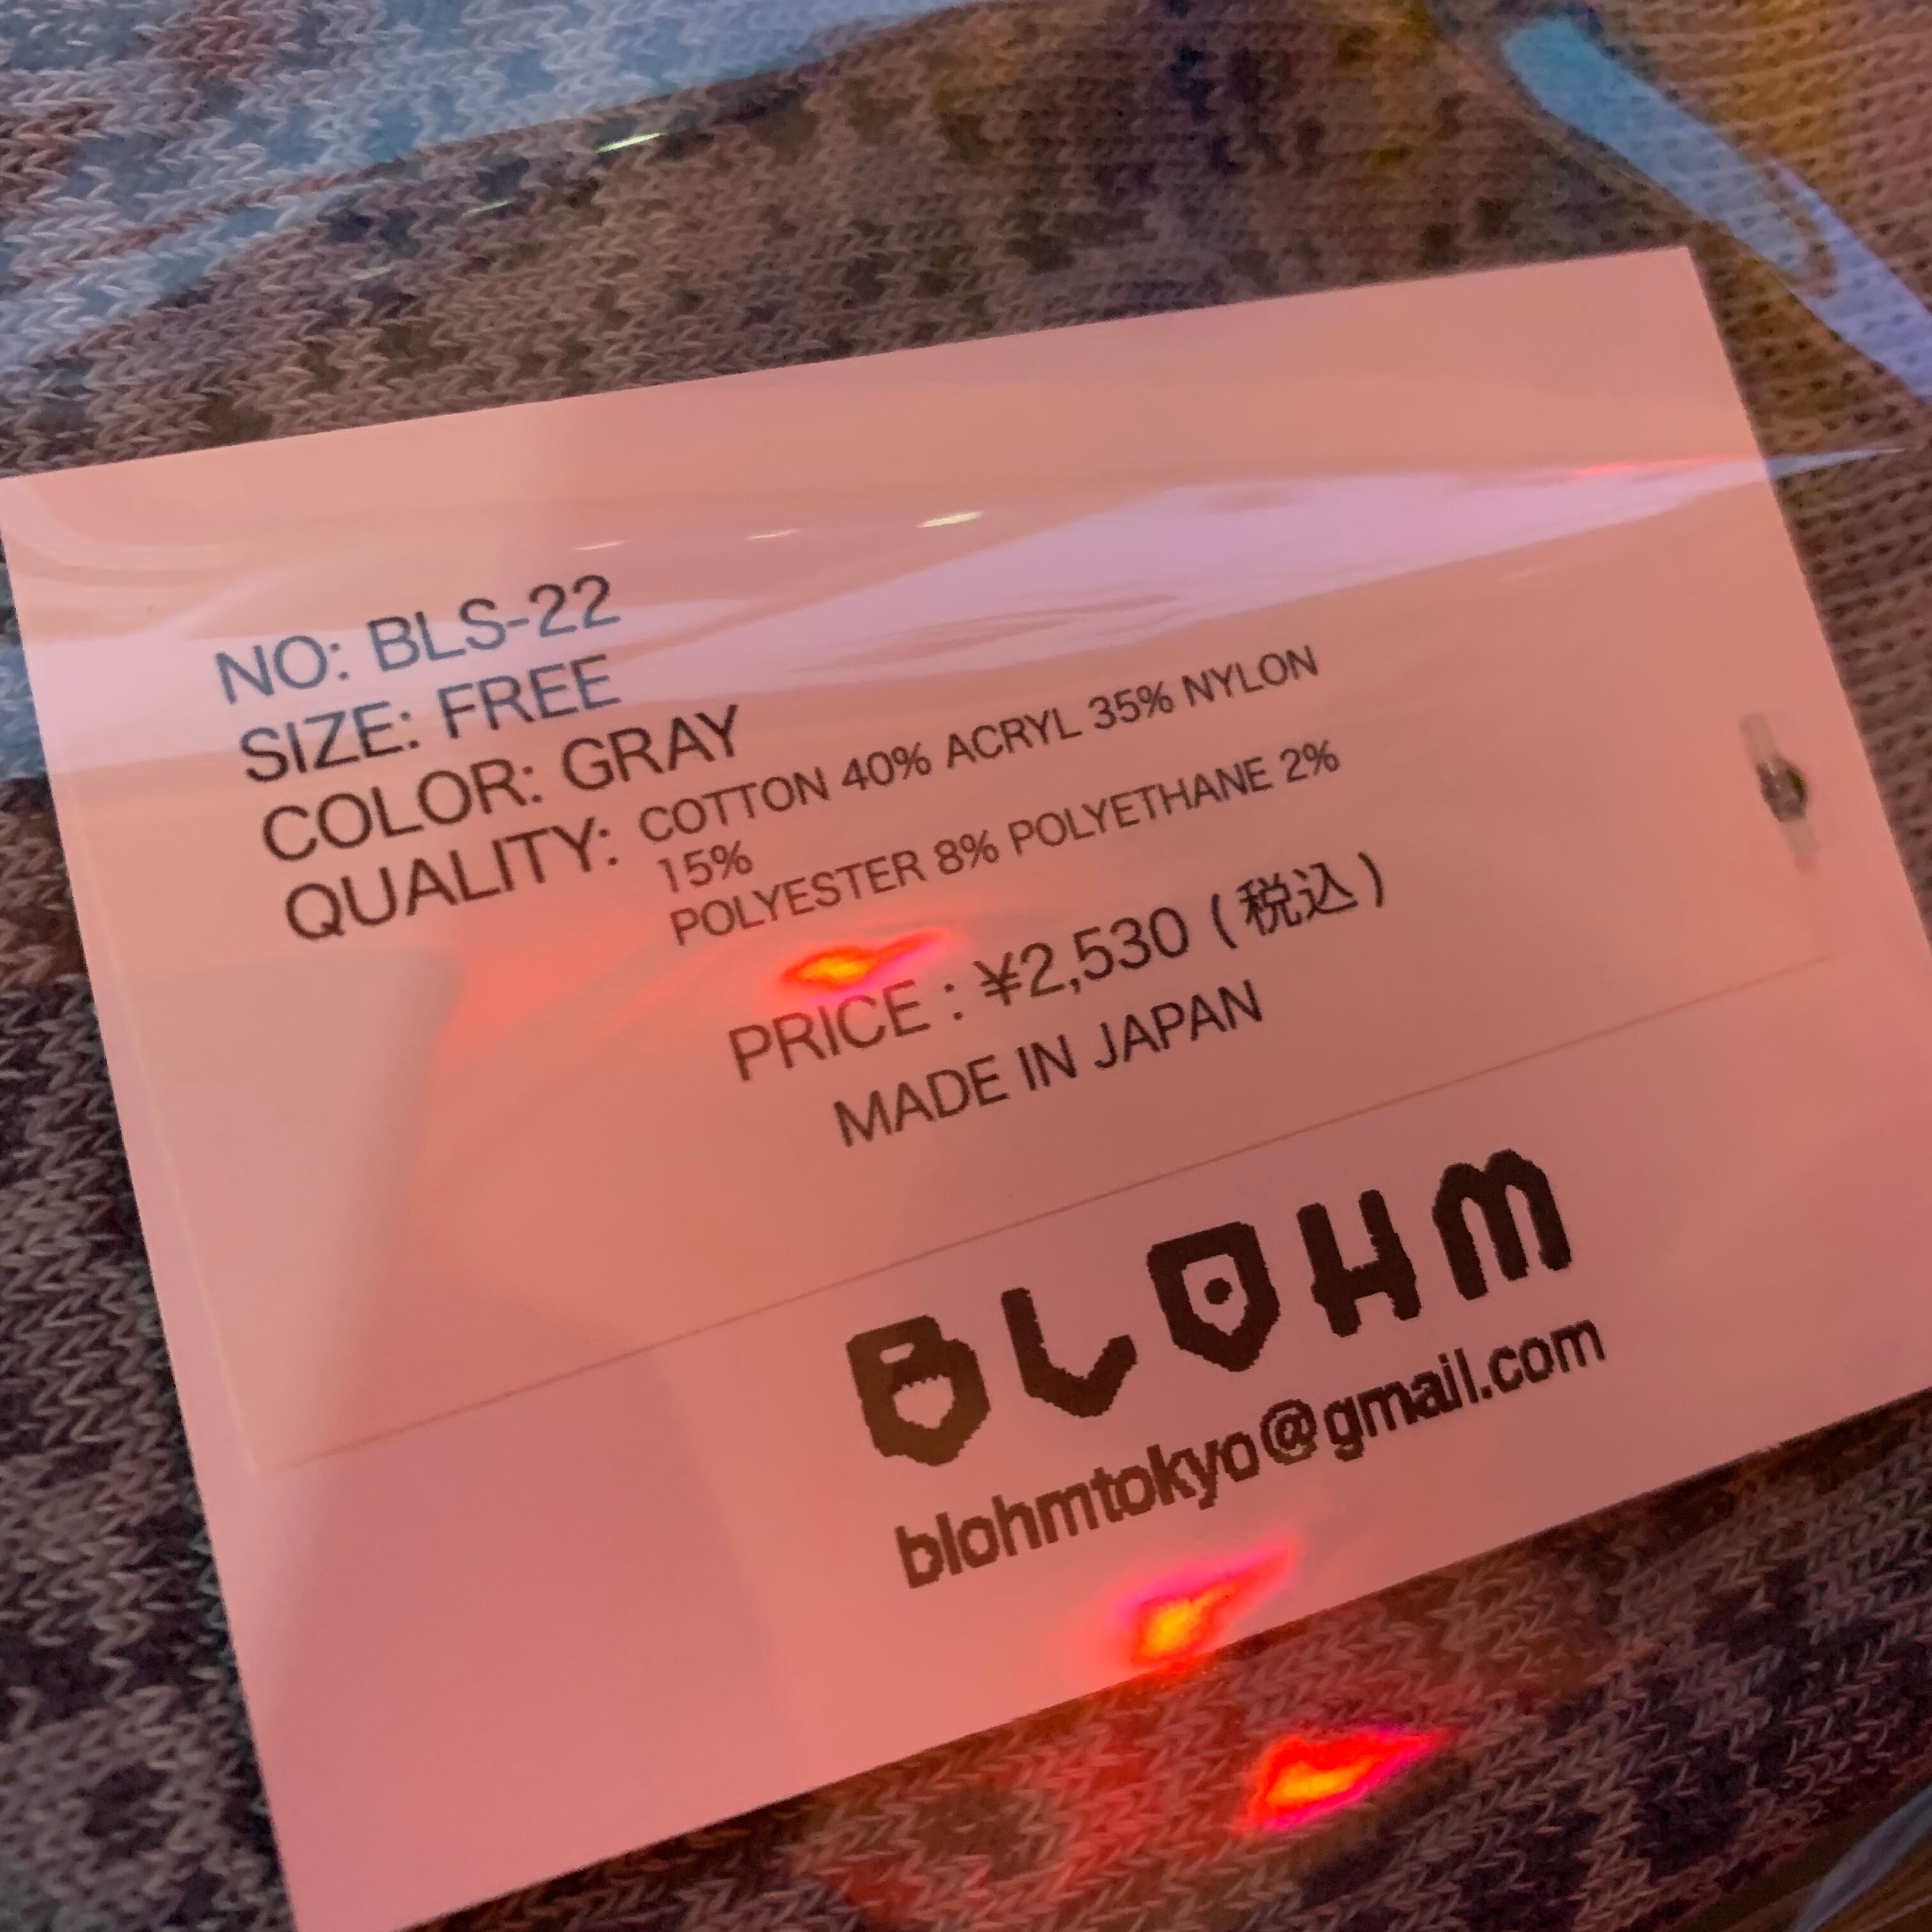 NO: BLS-22
SIZE: FREE
COLOR: GRAY
QUALITY: COTTON 40% ACRYL 35% NYLON
15%
POLYESTER 8% POLYETHANE 2%
PRICE : ¥2,530 (税込)
MADE IN JAPAN
BLOHM
blohmtokyo@gmail.com